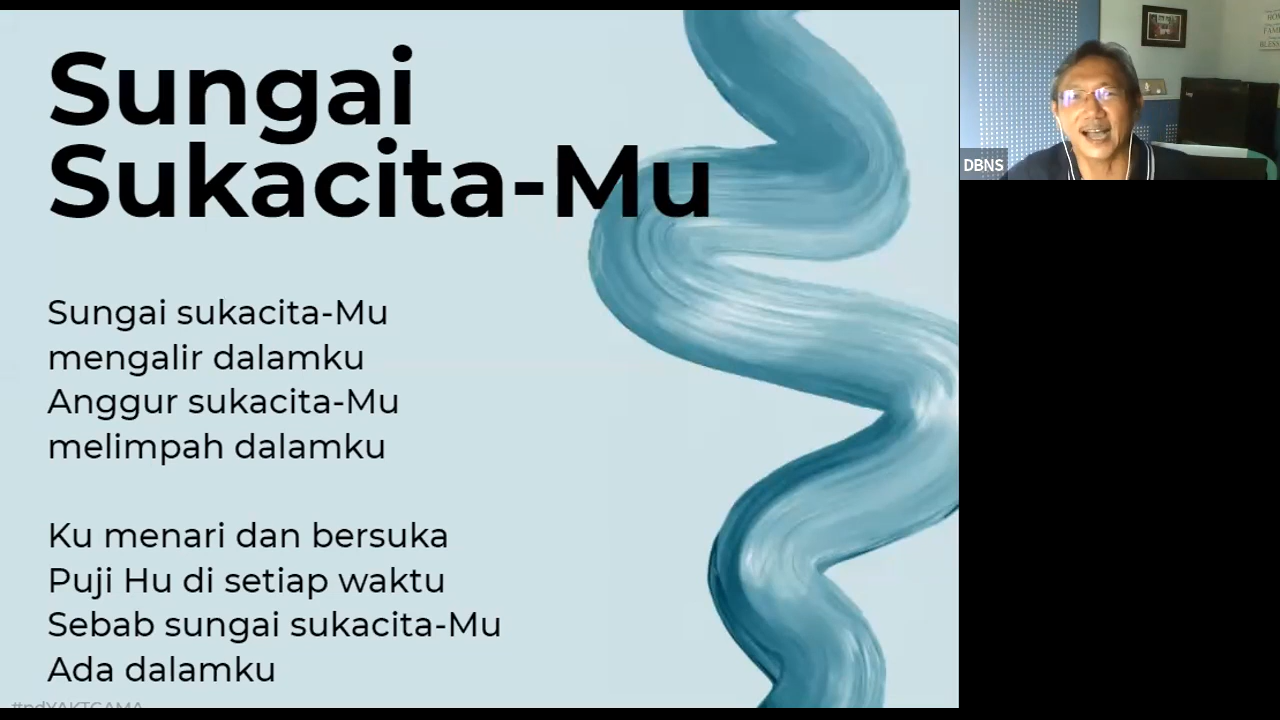 Sungai
Sukacita-Mu
Sungai sukacita-Mu
mengalir dalamku
Anggur sukacita-Mu
melimpah dalamku
Ku menari dan bersuka
Puji Hu di setiap waktu
Sebab sungai sukacita-Mu
Ada dalamku
DBNS